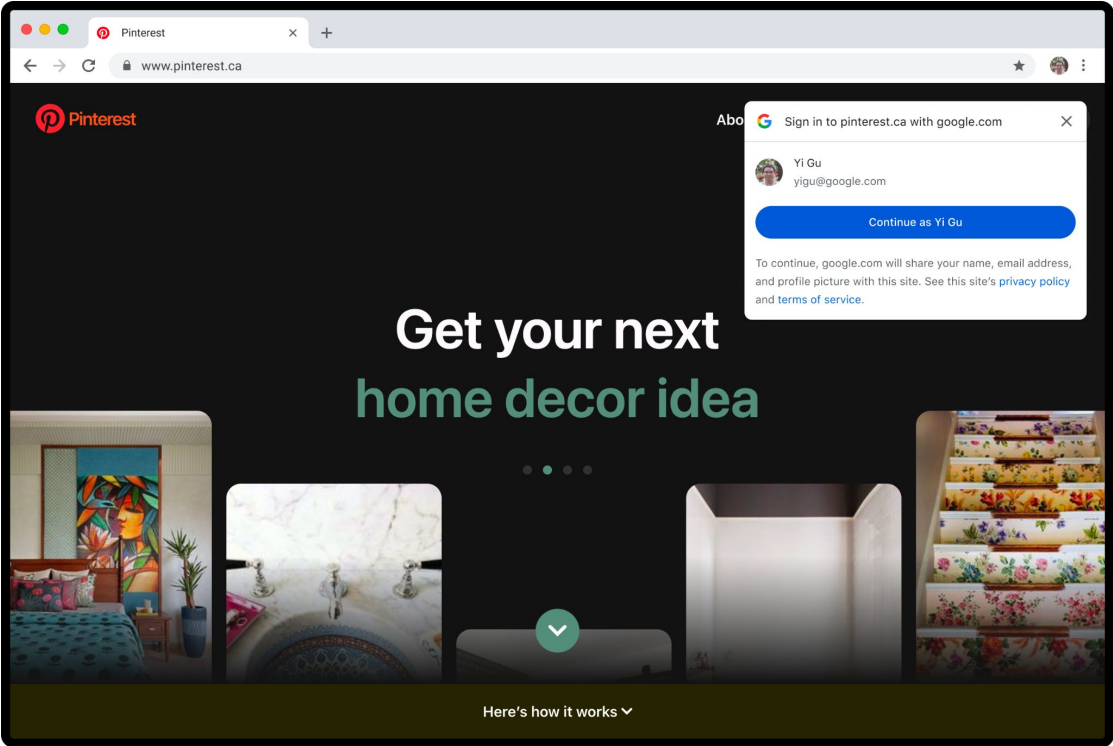 Pinterest
www.pinterest.ca
Pinterest
Abo
Sign in to pinterest.ca with google.com
Yi Gu
yigu@google.com
Continue as Yi Gu
To continue, google.com will share your name, email address,
and profile picture with this site. See this site's privacy policy
and terms of service.
Get your next
home decor idea
Here's how it works